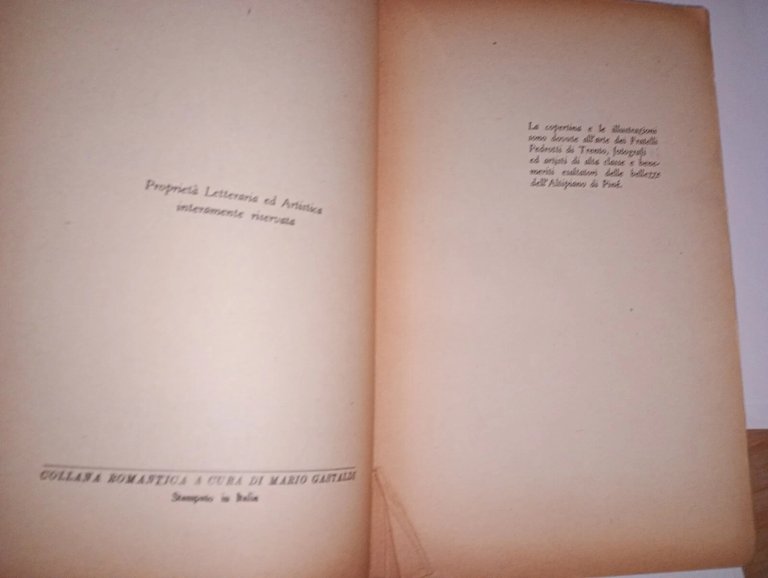 Proprietà Letteraria ed Artistica
interamente riservata
COLLANA ROMANTICA A CURA DI MARIO GASTALDI
Stampato in Italia
La copertina e le illustrazioni
sono dovute all'arte dei Fratelli
Pedrotti di Trento, fotografi
ed artisti di alta classe e bene-
meriti esaltatori delle bellezze
dell'Altipiano di Piné.